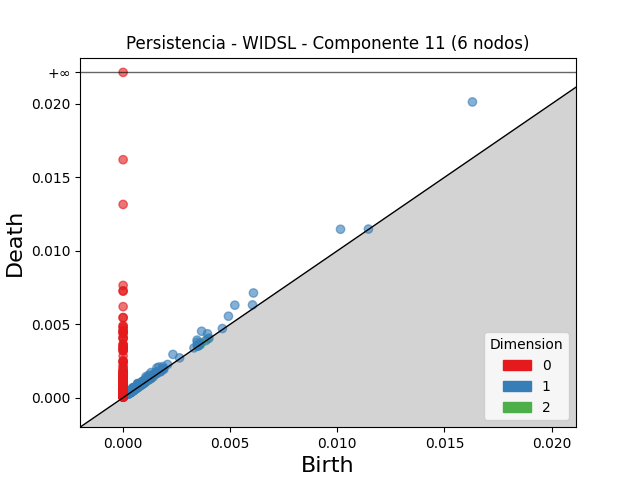 Persistencia - WIDSL - Componente 11 (6 nodos)
+∞
0.020
0.015
0.010
0.005
0.000
Death
Dimension
0
1
2
0.000 0.005 0.010 0.015 0.020
Birth